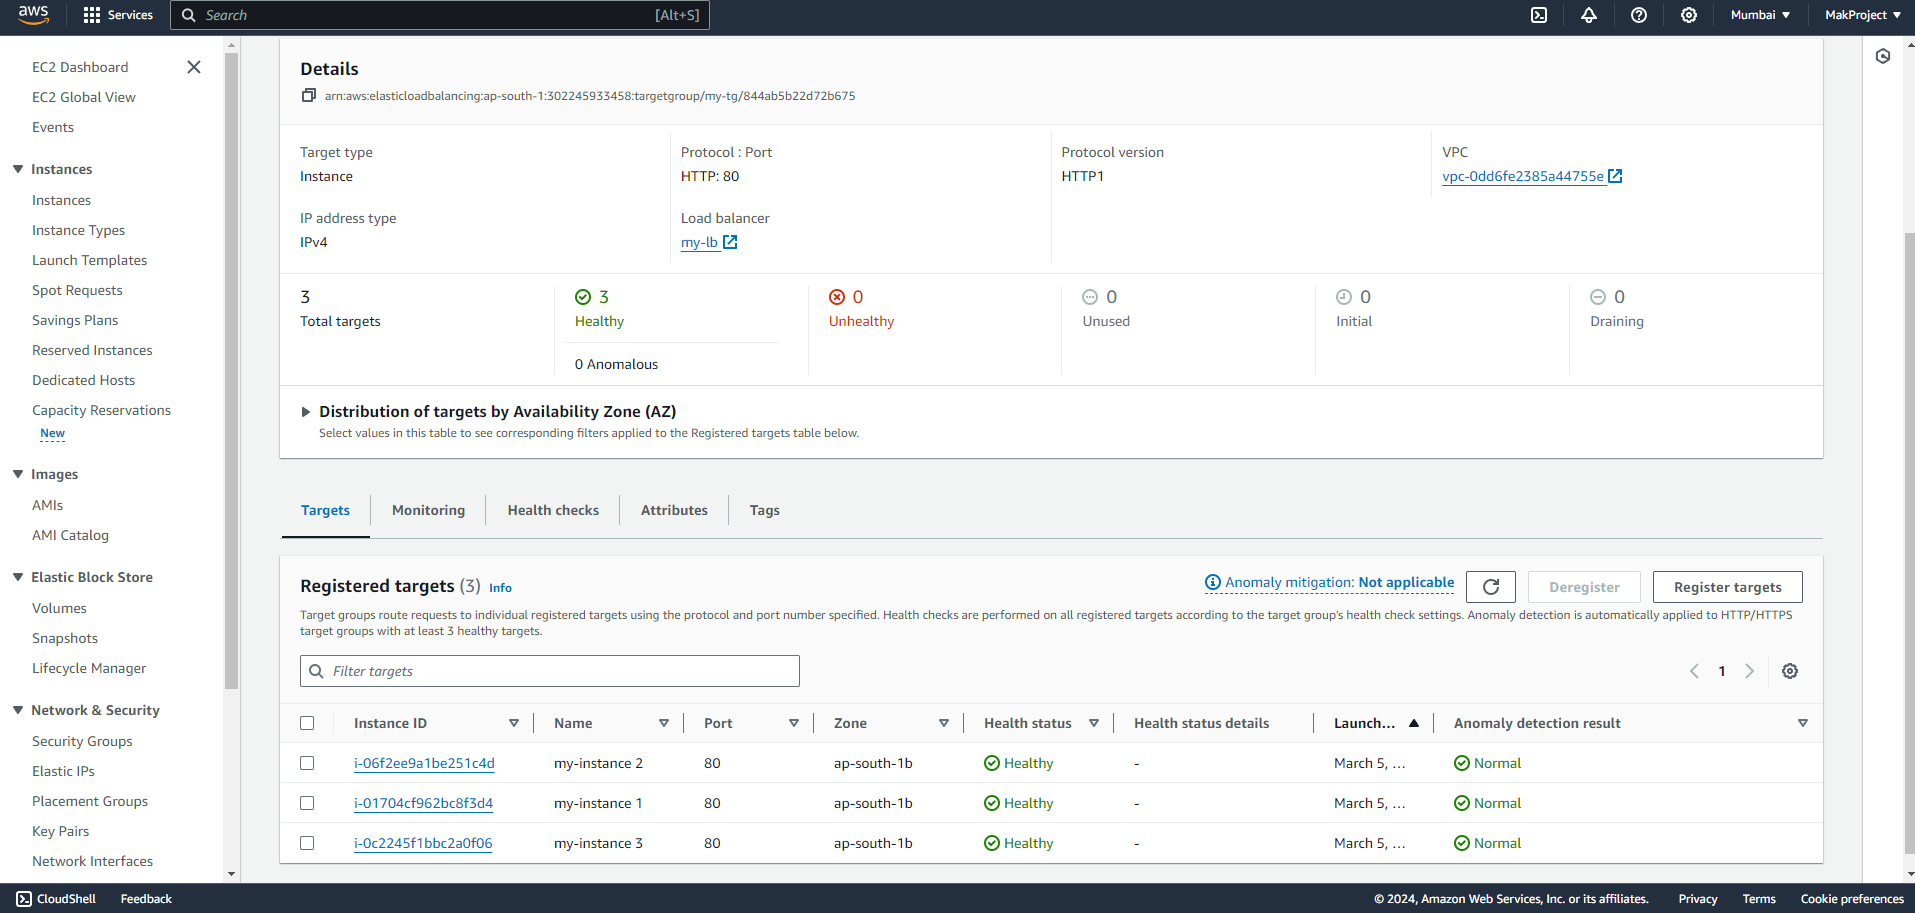 aws
Services
Search
[Alt+S]
Mumbai
MakProject
EC2 Dashboard
EC2 Global View
Events
Instances
Instances
Instance Types
Launch Templates
Spot Requests
Savings Plans
Reserved Instances
Dedicated Hosts
Capacity Reservations
New
Images
AMIs
AMI Catalog
Elastic Block Store
Volumes
Snapshots
Lifecycle Manager
Network & Security
Security Groups
Elastic IPs
Placement Groups
Key Pairs
Network Interfaces
Details
arn:aws:elasticloadbalancing:ap-south-1:302245933458:targetgroup/my-tg/844ab5b22d72b675
Target type
Instance
Protocol : Port
HTTP: 80
Protocol version
HTTP1
VPC
vpc-0dd6fe2385a44755e
IP address type
IPv4
Load balancer
my-lb
3
Total targets
3
Healthy
0 Anomalous
0
Unhealthy
0
Unused
0
Initial
0
Draining
Distribution of targets by Availability Zone (AZ)
Select values in this table to see corresponding filters applied to the Registered targets table below.
Targets
Monitoring
Health checks
Attributes
Tags
Registered targets (3) Info
Anomaly mitigation: Not applicable
Deregister
Register targets
Target groups route requests to individual registered targets using the protocol and port number specified. Health checks are performed on all registered targets according to the target group's health check settings. Anomaly detection is automatically applied to HTTP/HTTPS
target groups with at least 3 healthy targets.
Filter targets
1
Instance ID Name Port Zone Health status Health status details Launch... Anomaly detection result
i-06f2ee9a1be251c4d my-instance 2 80 ap-south-1b Healthy - March 5, ... Normal
i-01704cf962bc8f3d4 my-instance 1 80 ap-south-1b Healthy - March 5, ... Normal
i-0c2245f1bbc2a0f06 my-instance 3 80 ap-south-1b Healthy - March 5, ... Normal
CloudShell
Feedback
© 2024, Amazon Web Services, Inc. or its affiliates.
Privacy
Terms
Cookie preferences